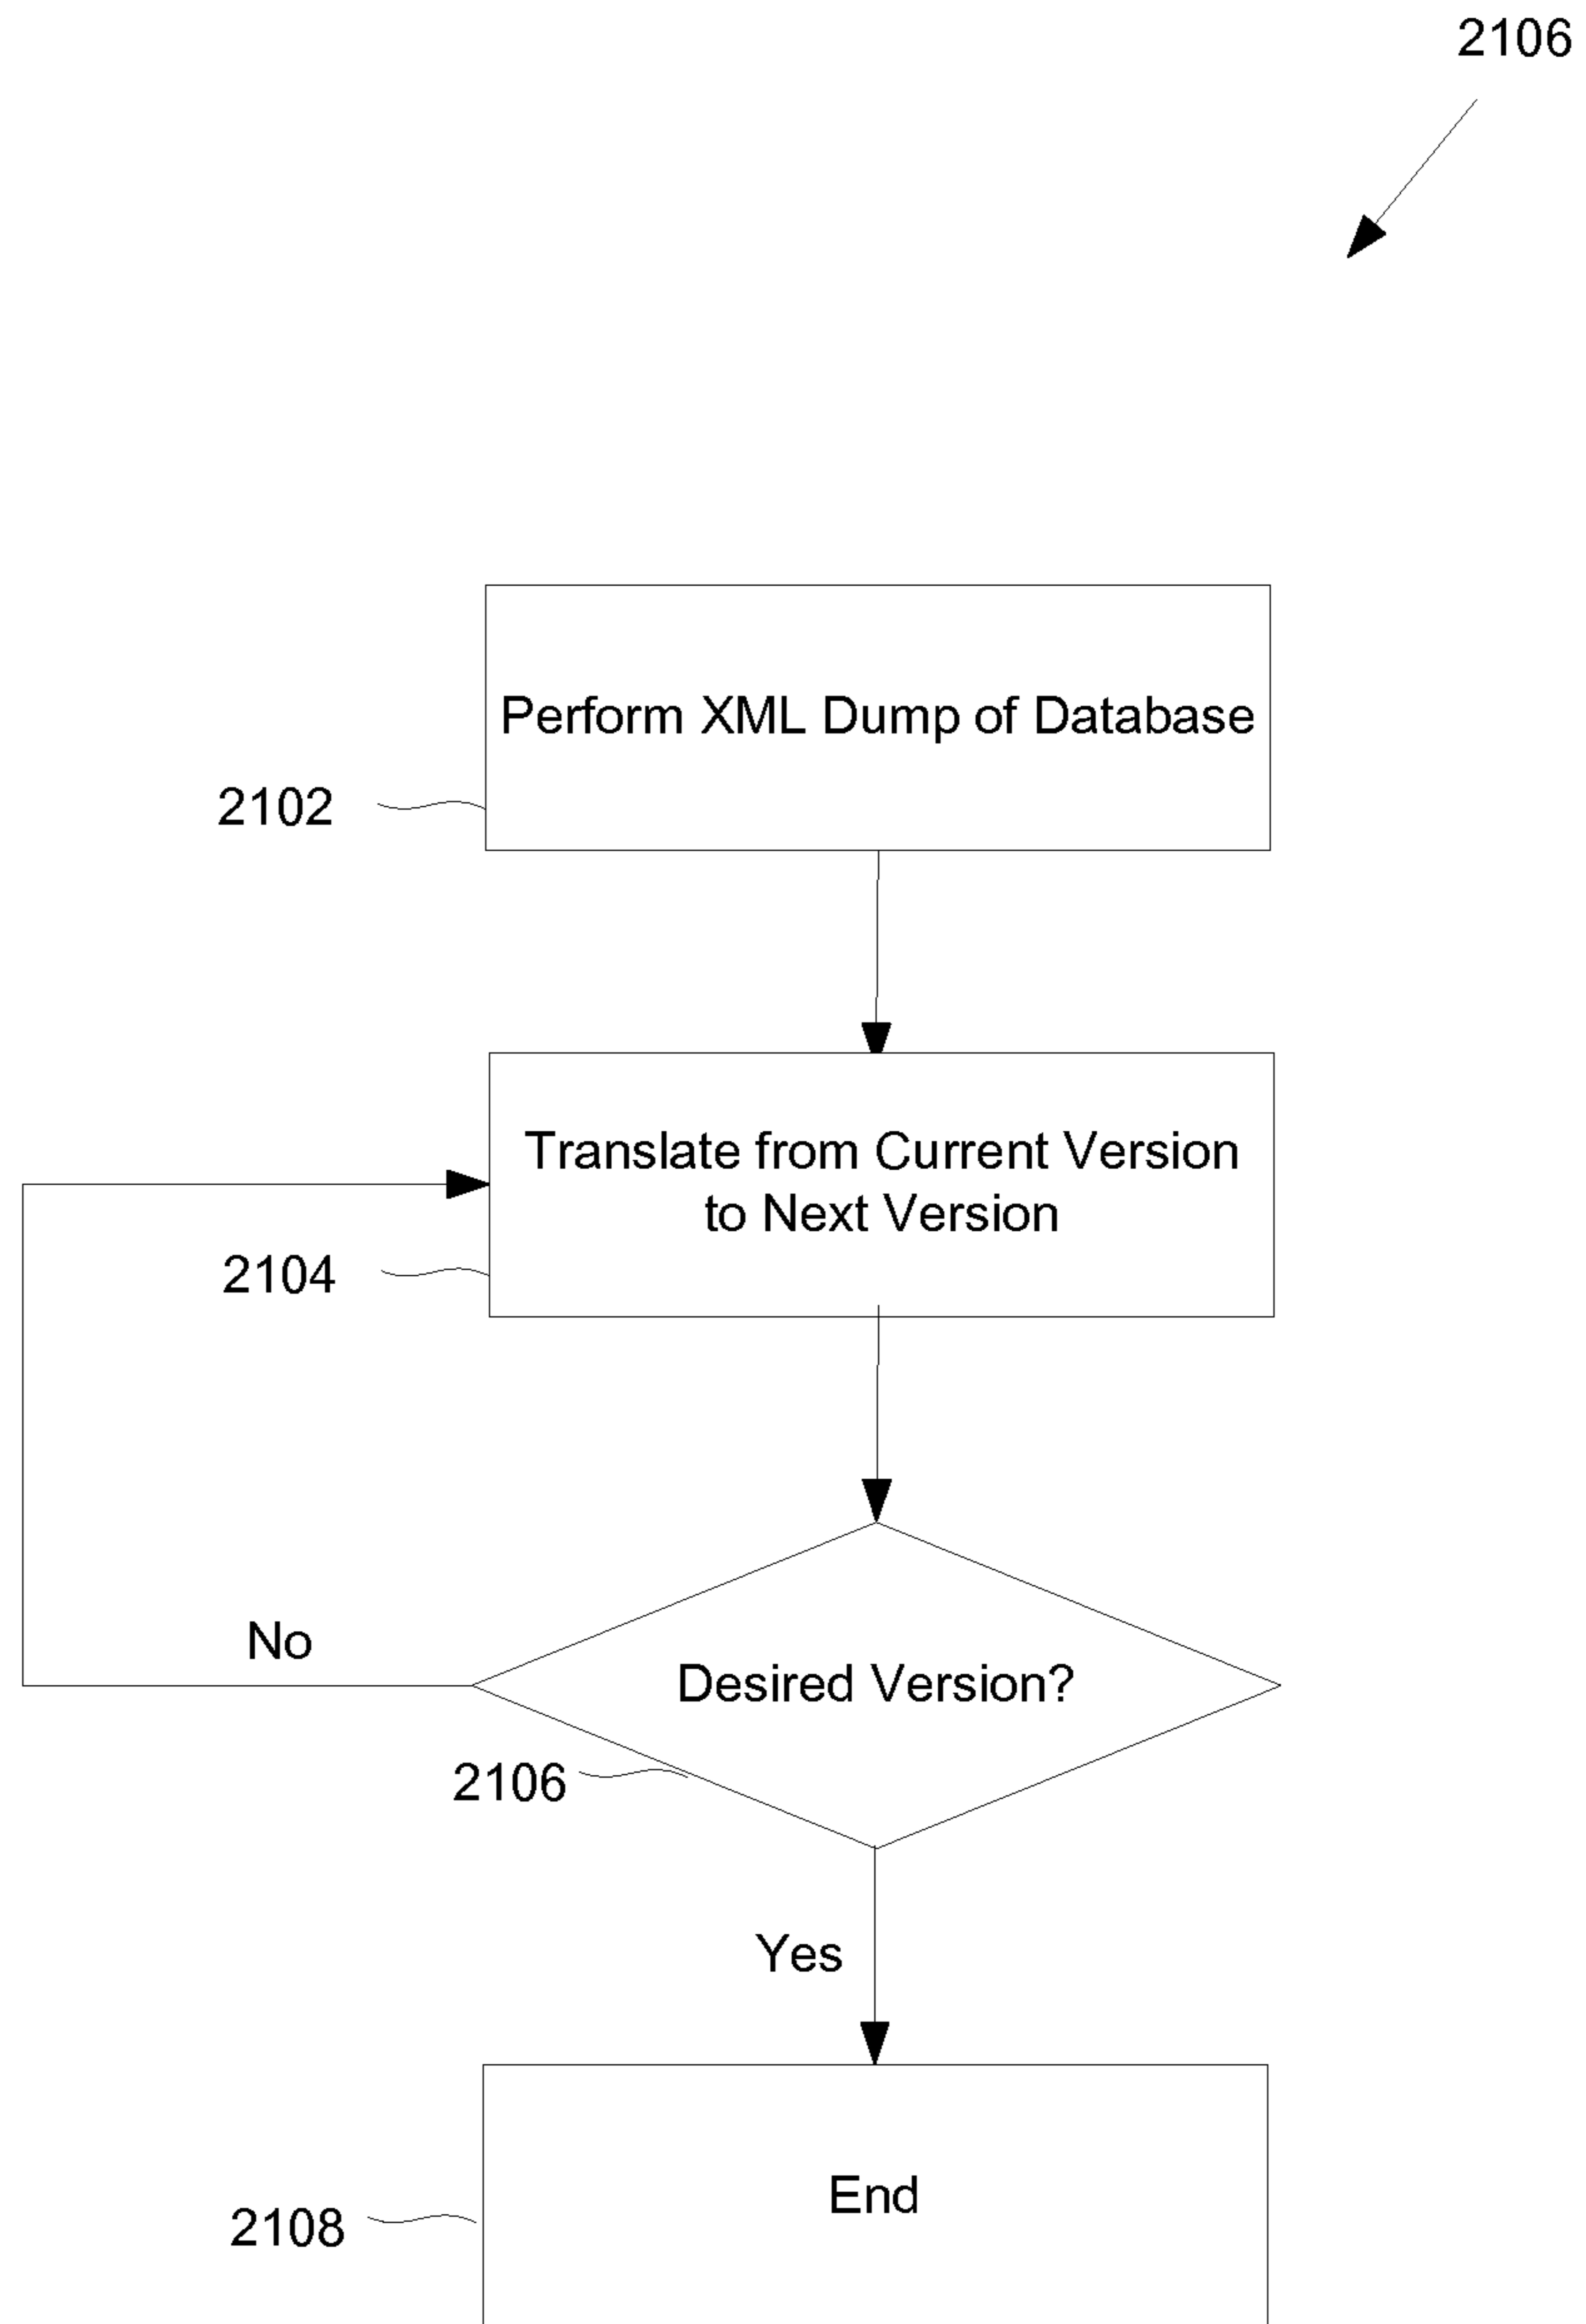 2106
Perform XML Dump of Database
2102
Translate from Current Version
to Next Version
2104
No
Desired Version?
2106
Yes
End
2108